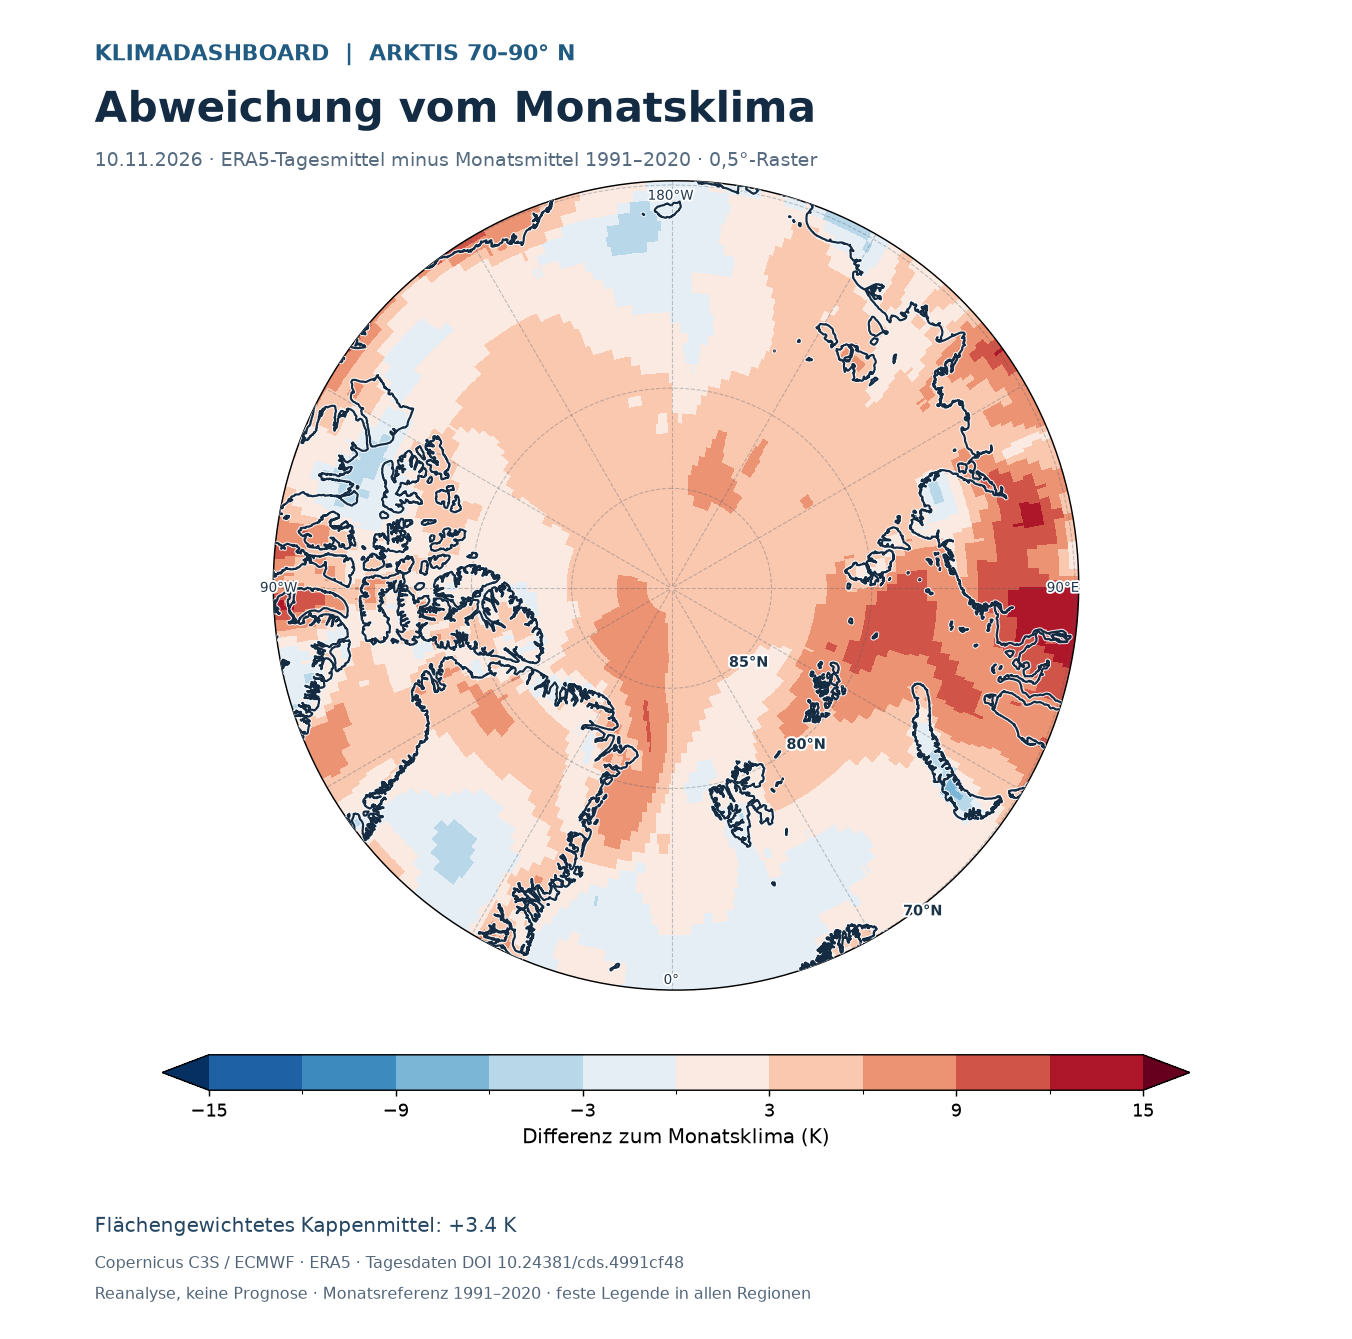 KLIMADASHBOARD | ARKTIS 70–90° N
Abweichung vom Monatsklima
10.11.2026 · ERA5-Tagesmittel minus Monatsmittel 1991–2020 · 0,5°-Raster
180°W
90°W
90°E
85°N
80°N
70°N
0°
−15 −9 −3 3 9 15
Differenz zum Monatsklima (K)
Flächengewichtetes Kappenmittel: +3.4 K
Copernicus C3S / ECMWF · ERA5 · Tagesdaten DOI 10.24381/cds.4991cf48
Reanalyse, keine Prognose · Monatsreferenz 1991–2020 · feste Legende in allen Regionen